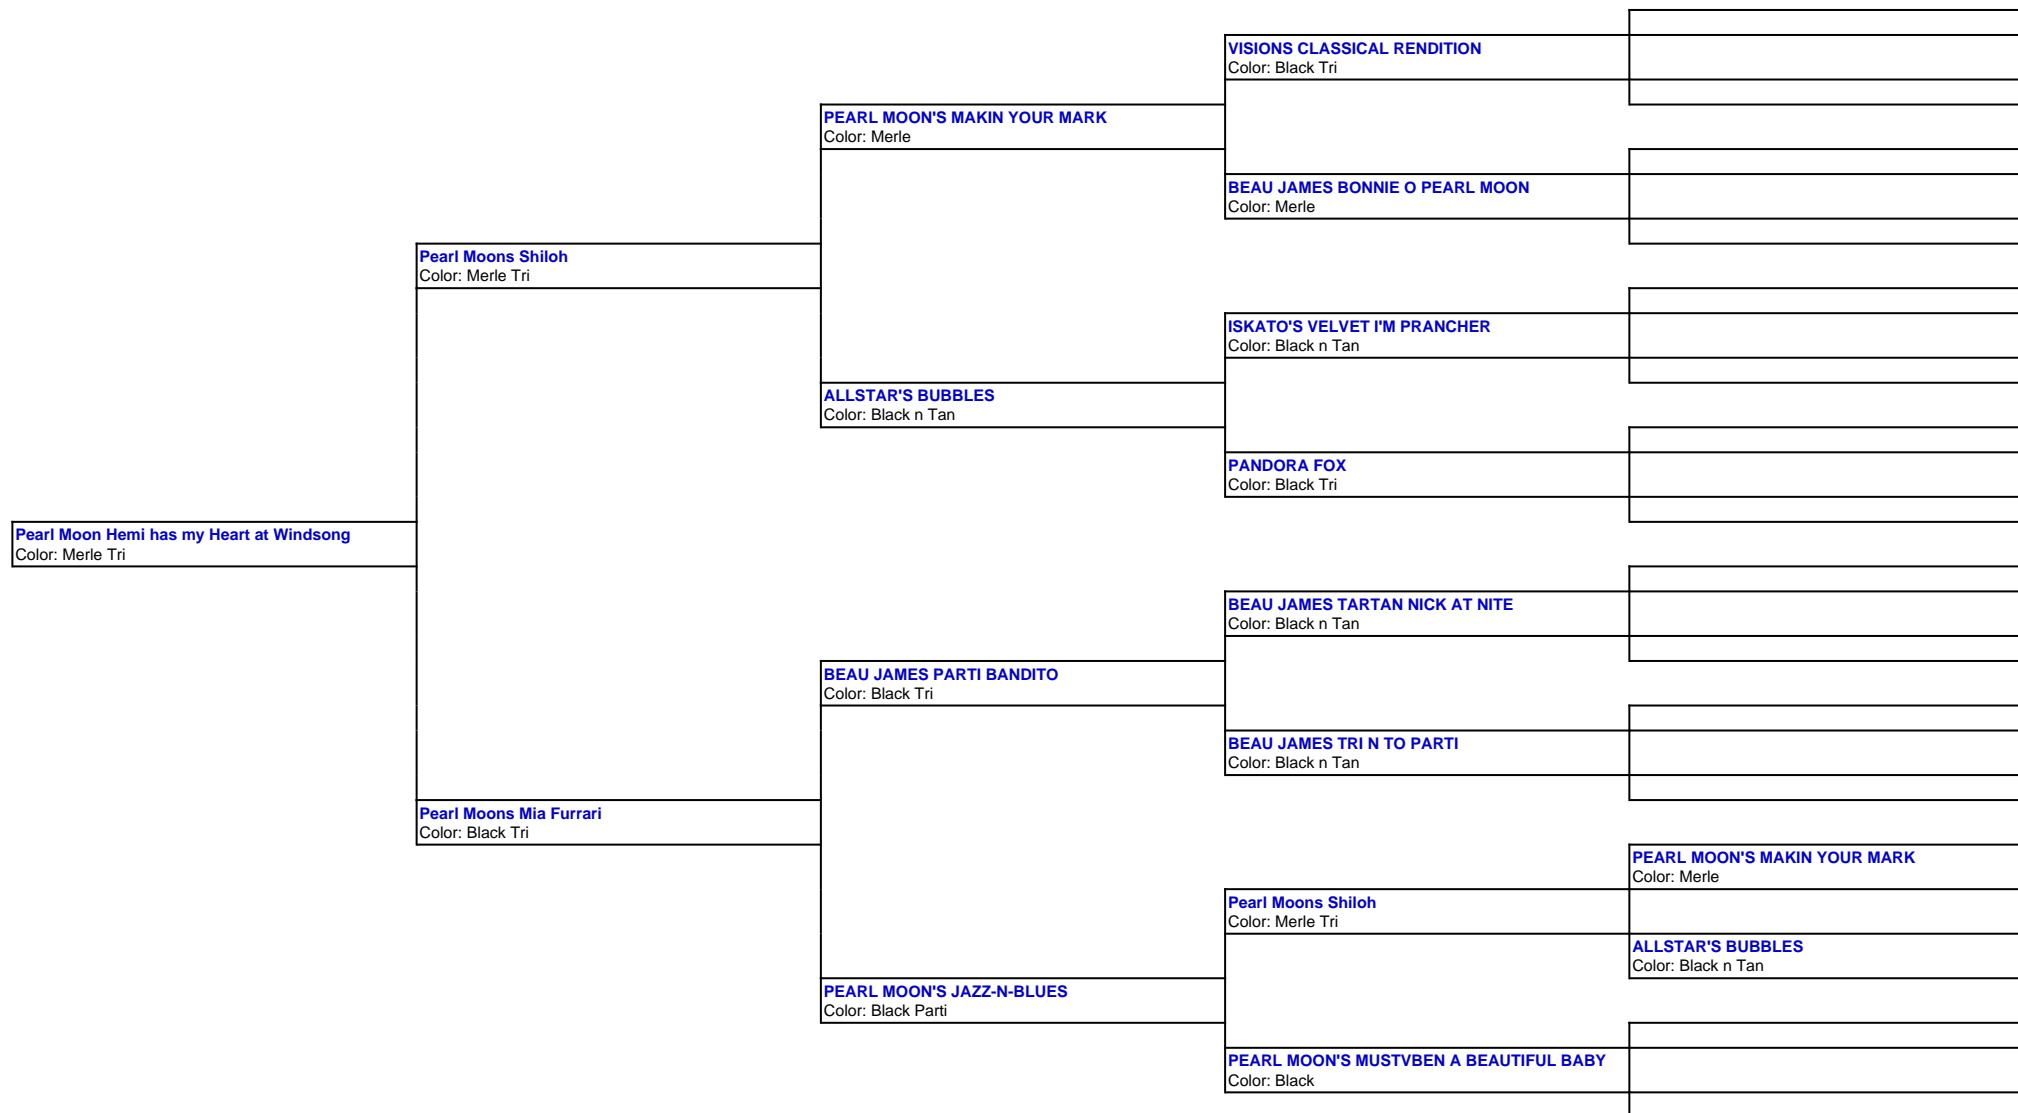 VISIONS CLASSICAL RENDITION
Color: Black Tri
PEARL MOON'S MAKIN YOUR MARK
Color: Merle
BEAU JAMES BONNIE O PEARL MOON
Color: Merle
Pearl Moons Shiloh
Color: Merle Tri
ISKATO'S VELVET I'M PRANCHER
Color: Black n Tan
ALLSTAR'S BUBBLES
Color: Black n Tan
PANDORA FOX
Color: Black Tri
Pearl Moon Hemi has my Heart at Windsong
Color: Merle Tri
BEAU JAMES TARTAN NICK AT NITE
Color: Black n Tan
BEAU JAMES PARTI BANDITO
Color: Black Tri
BEAU JAMES TRI N TO PARTI
Color: Black n Tan
Pearl Moons Mia Furrari
Color: Black Tri
PEARL MOON'S MAKIN YOUR MARK
Color: Merle
Pearl Moons Shiloh
Color: Merle Tri
ALLSTAR'S BUBBLES
Color: Black n Tan
PEARL MOON'S JAZZ-N-BLUES
Color: Black Parti
PEARL MOON'S MUSTVBEN A BEAUTIFUL BABY
Color: Black